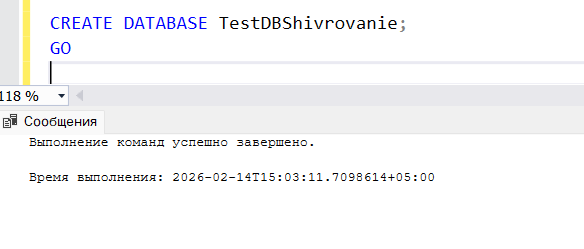 CREATE DATABASE TestDBShivrovanie;
GO
118 %
Сообщения
Выполнение команд успешно завершено.
Время выполнения: 2026-02-14T15:03:11.7098614+05:00